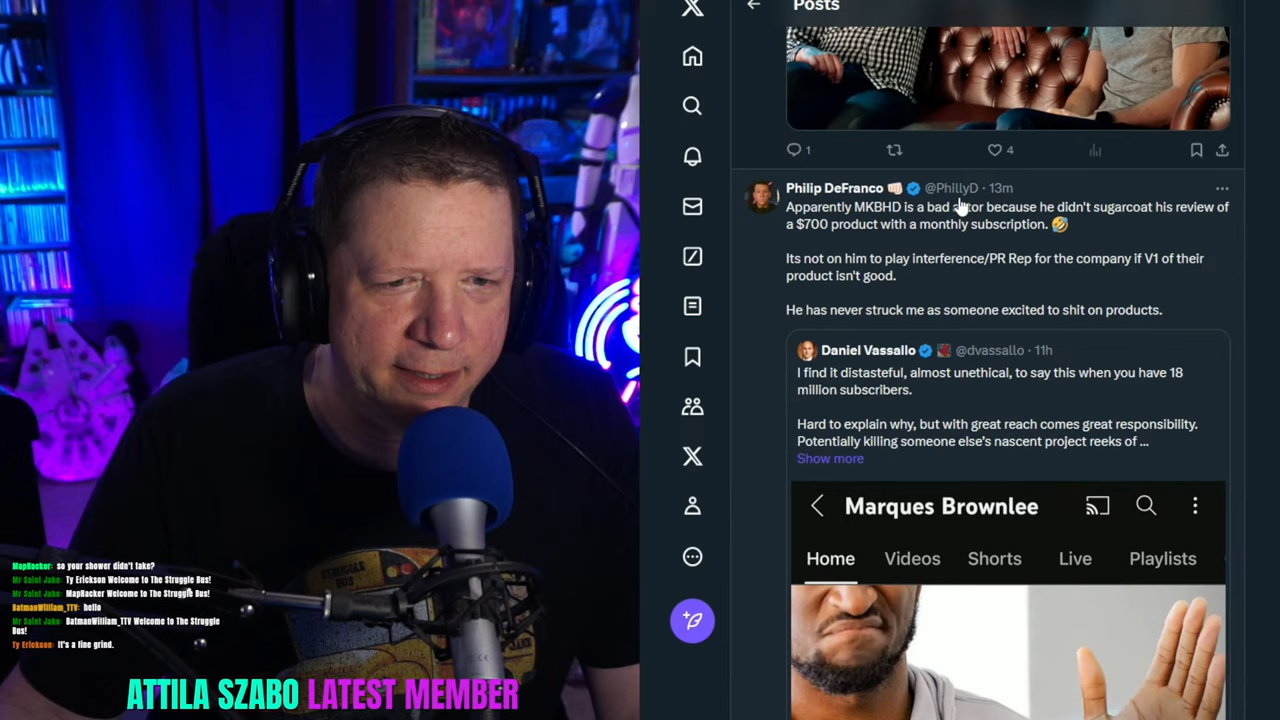 Posts
1
4
Philip DeFranco 👊🏻 @PhillyD · 13m
Apparently MKBHD is a bad actor because he didn't sugarcoat his review of
a $700 product with a monthly subscription. 🤣
Its not on him to play interference/PR Rep for the company if V1 of their
product isn't good.
He has never struck me as someone excited to shit on products.
Daniel Vassallo @dvassallo · 11h
I find it distasteful, almost unethical, to say this when you have 18
million subscribers.
Hard to explain why, but with great reach comes great responsibility.
Potentially killing someone else's nascent project reeks of ...
Show more
Marques Brownlee
Home Videos Shorts Live Playlists
STRUGGLE
BUS
MapHacker: so your shower didn't take?
Mr Salet Jake: Ty Erickson Welcome to The Struggle Bus!
Mr Salet Jake: MapHacker Welcome to The Struggle Bus!
BatmanWilliam_TTV: hello
Mr Salet Jake: BatmanWilliam_TTV Welcome to The Struggle
Bus!
Ty Erickson: It's a fine grind.
ATTILA SZABO LATEST MEMBER